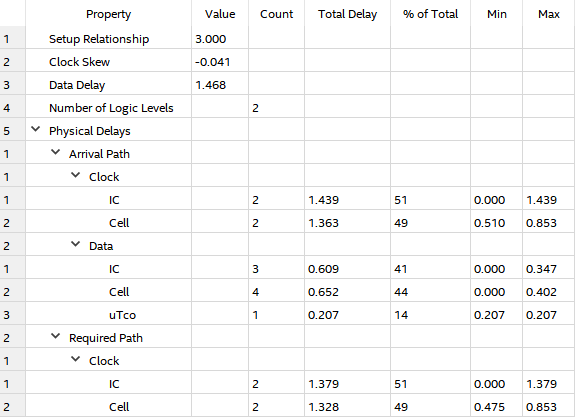 Property Value Count Total Delay % of Total Min Max
1 Setup Relationship 3.000
2 Clock Skew -0.041
3 Data Delay 1.468
4 Number of Logic Levels 2
5 Physical Delays
1 Arrival Path
1 Clock
1 IC 2 1.439 51 0.000 1.439
2 Cell 2 1.363 49 0.510 0.853
2 Data
1 IC 3 0.609 41 0.000 0.347
2 Cell 4 0.652 44 0.000 0.402
3 uTco 1 0.207 14 0.207 0.207
2 Required Path
1 Clock
1 IC 2 1.379 51 0.000 1.379
2 Cell 2 1.328 49 0.475 0.853